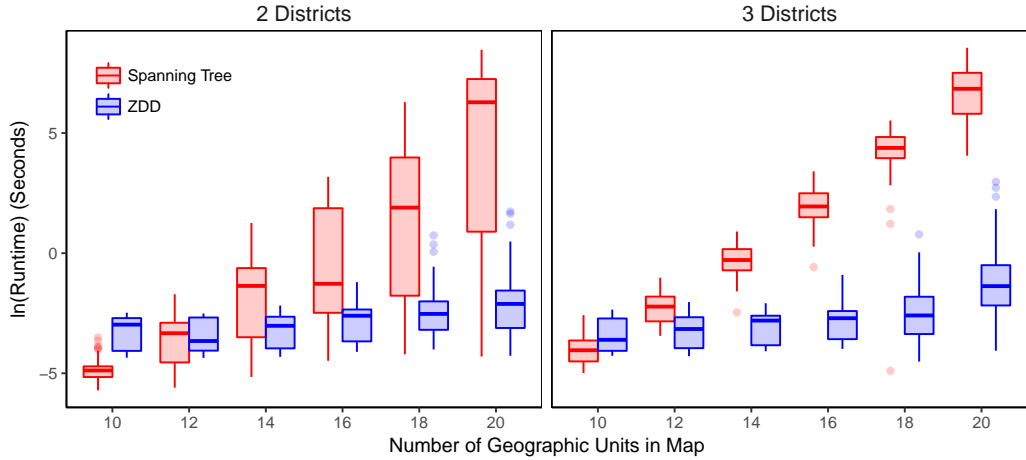 2 Districts
3 Districts
Spanning Tree
ZDD
5
0
−5
ln(Runtime) (Seconds)
10 12 14 16 18 20
10 12 14 16 18 20
Number of Geographic Units in Map